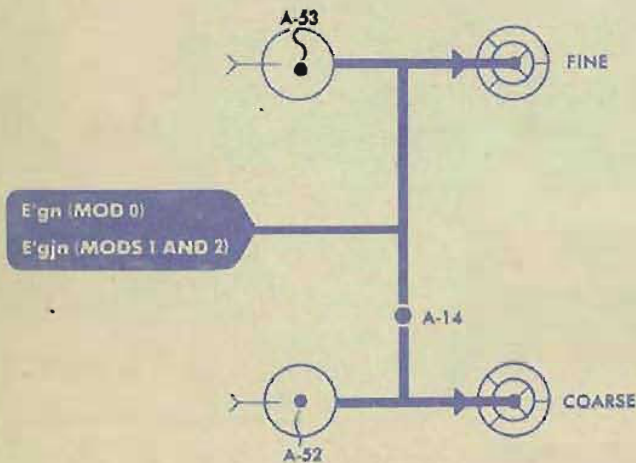 A-53
FINE
E'gn (MOD 0)
E'gjn (MODS 1 AND 2)
A-14
COARSE
A-52